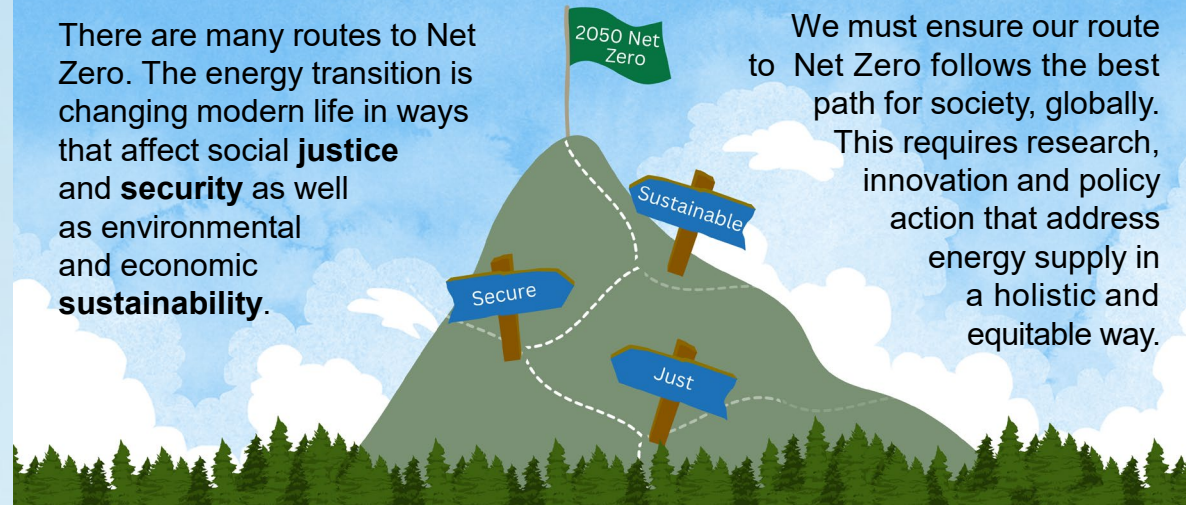 There are many routes to Net
Zero. The energy transition is
changing modern life in ways
that affect social justice
and security as well
as environmental
and economic
sustainability.
2050 Net
Zero
We must ensure our route
to Net Zero follows the best
path for society, globally.
This requires research,
innovation and policy
action that address
energy supply in
a holistic and
equitable way.
Sustainable
Secure
Just